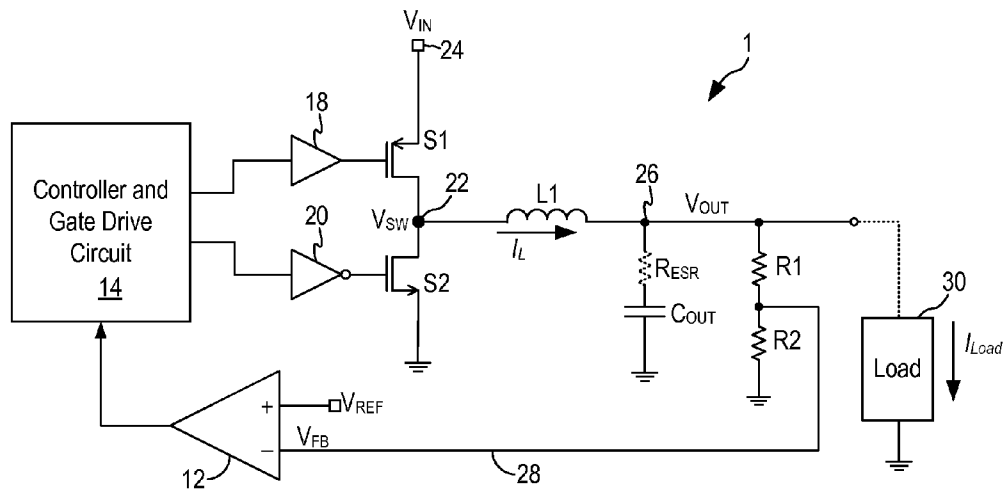 V_IN
24
1
18
S1
Controller and
Gate Drive
Circuit
14
22
V_SW
L1
26
V_OUT
20
I_L
S2
R_ESR
C_OUT
R1
R2
30
Load
I_Load
+
V_REF
V_FB
−
12
28